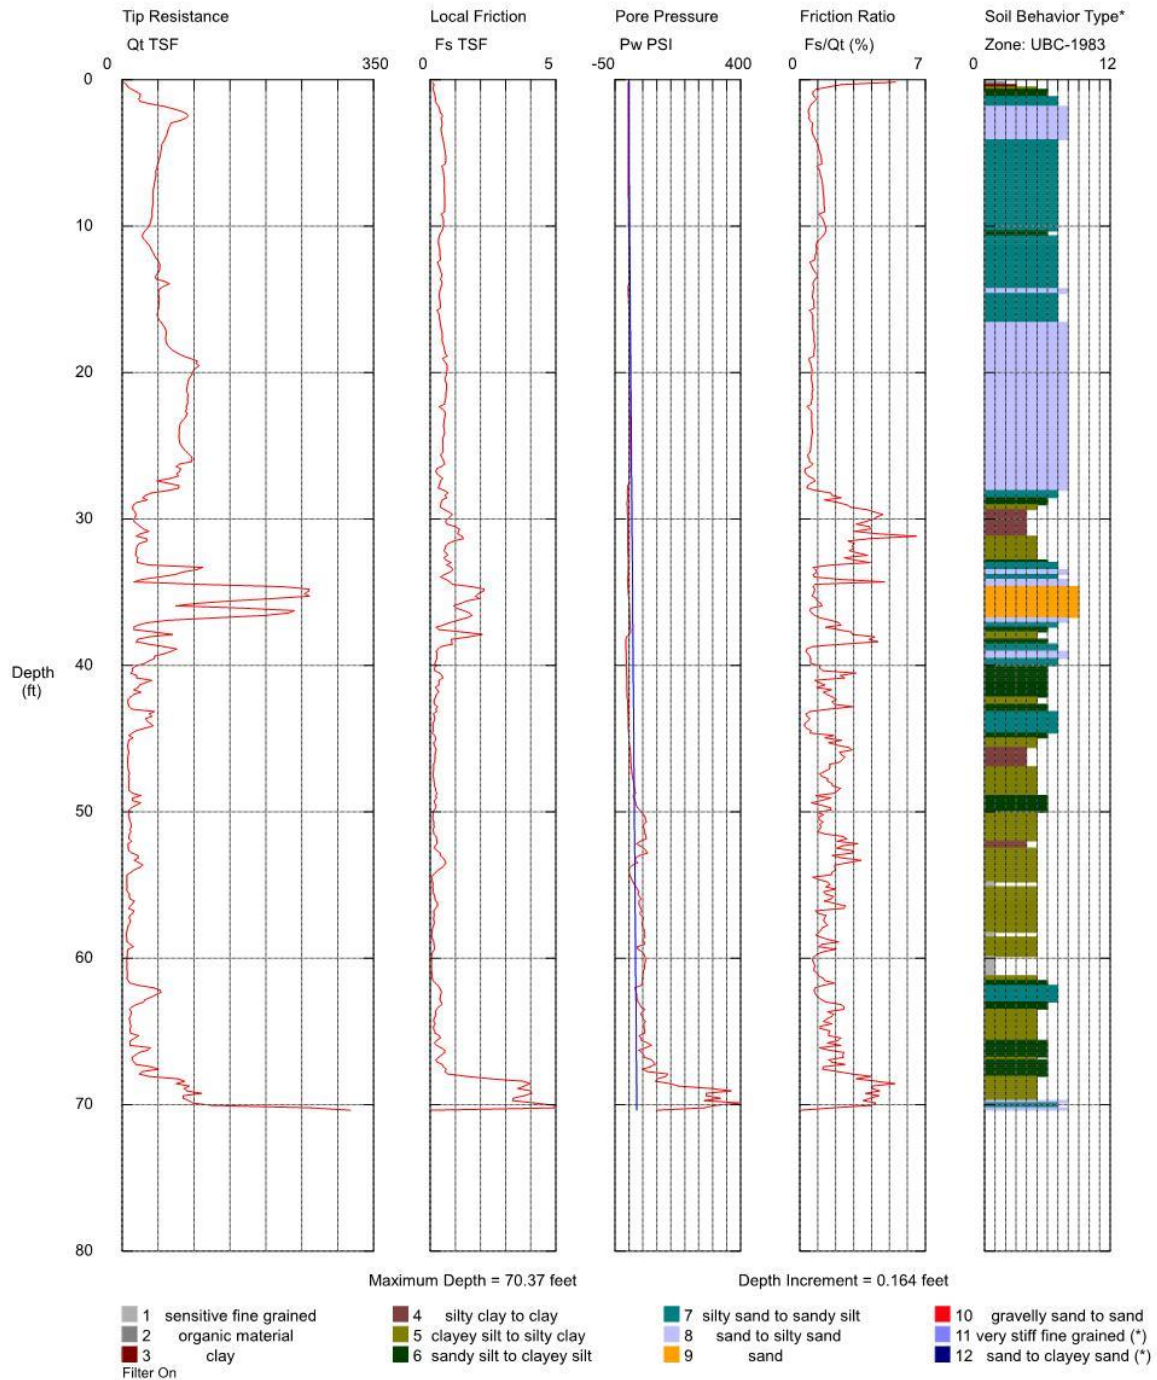 Tip Resistance Local Friction Pore Pressure Friction Ratio Soil Behavior Type*
Qt TSF Fs TSF Pw PSI Fs/Qt (%) Zone: UBC-1983
0 350 0 5 -50 400 0 7 0 12
0
10
20
30
40
Depth
(ft)
50
60
70
80
Maximum Depth = 70.37 feet Depth Increment = 0.164 feet
1 sensitive fine grained 4 silty clay to clay 7 silty sand to sandy silt 10 gravelly sand to sand
2 organic material 5 clayey silt to silty clay 8 sand to silty sand 11 very stiff fine grained (*)
3 clay 6 sandy silt to clayey silt 9 sand 12 sand to clayey sand (*)
Filter On